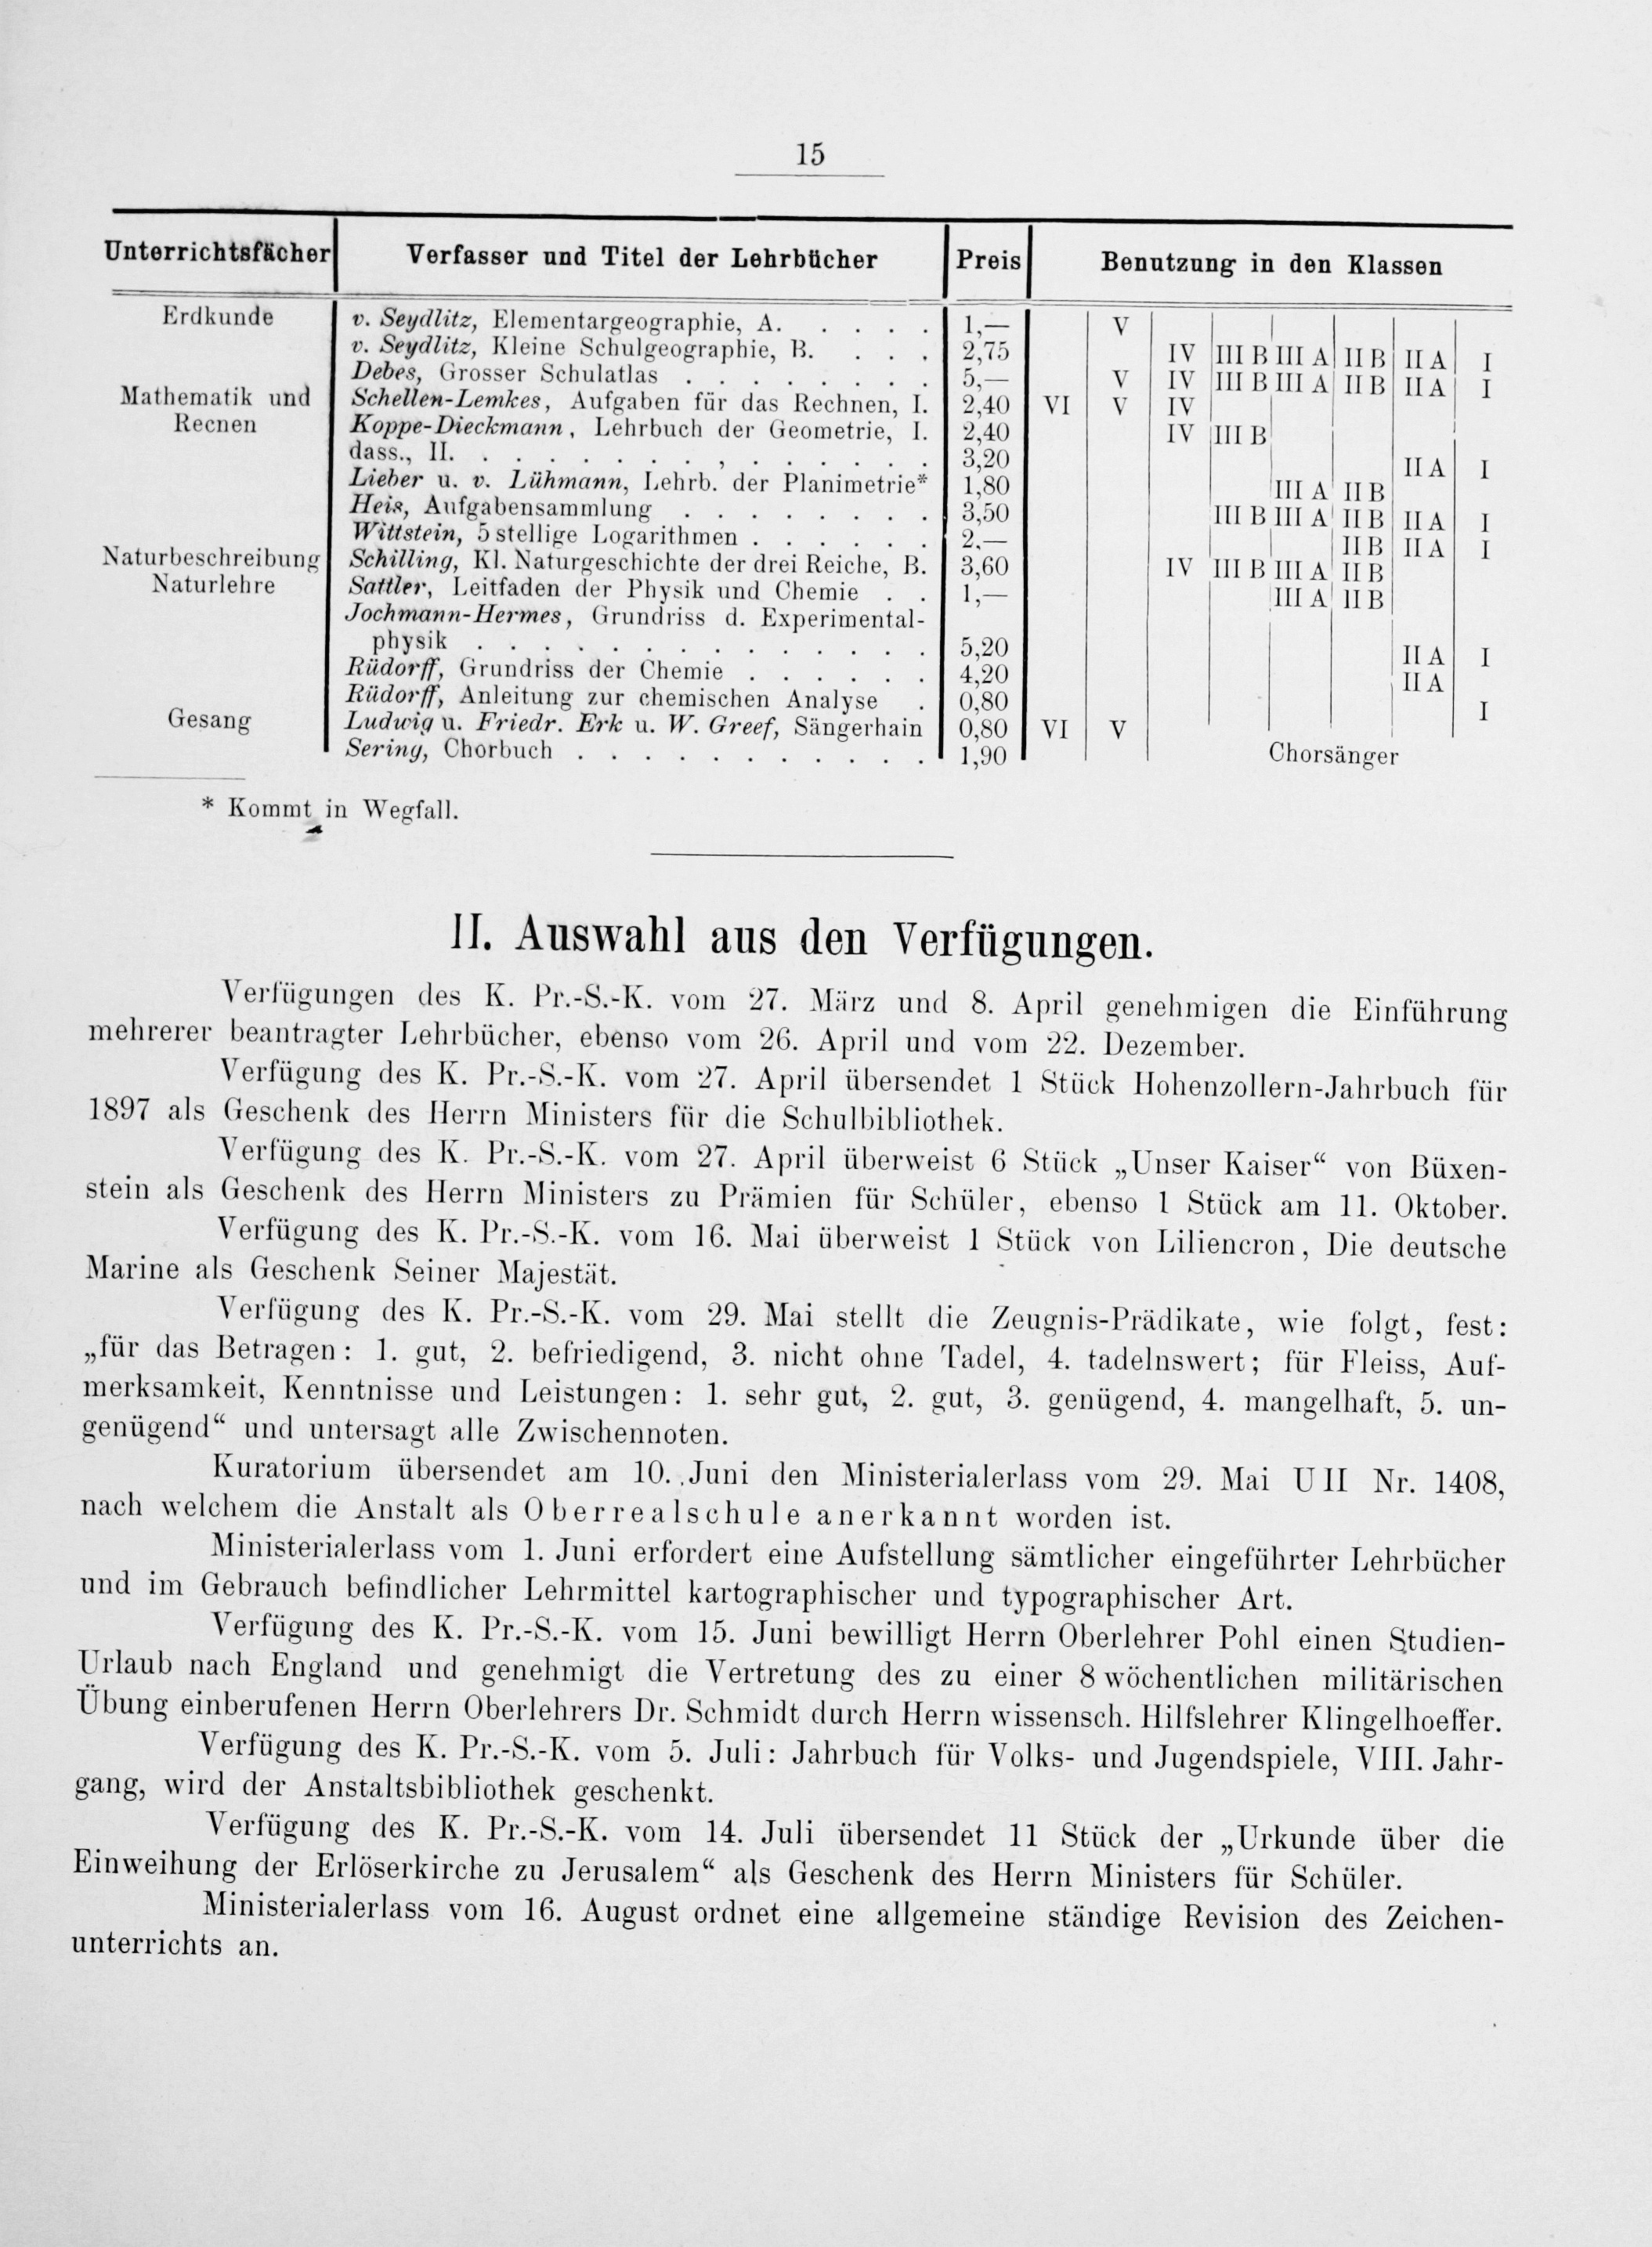 15
Unterrichtsfächer Verfasser und Titel der Lehrbücher Preis Benutzung in den Klassen
Erdkunde v. Seydlitz, Elementargeographie, A. . . . . . 1,— V
v. Seydlitz, Kleine Schulgeographie, B. . . . 2,75 IV III B III A II B II A I
Debes, Grosser Schulatlas . . . . . . . . 5,— V IV III B III A II B II A I
Mathematik und Schellen-Lemkes, Aufgaben für das Rechnen, I. 2,40 VI V IV
Recnen Koppe-Dieckmann, Lehrbuch der Geometrie, I. 2,40 IV III B
dass., II. . . . . . . , . . . . . . 3,20 II A I
Lieber u. v. Lühmann, Lehrb. der Planimetrie* 1,80 III A II B
Heis, Aufgabensammlung . . . . . . . . 3,50 III B III A II B II A I
Wittstein, 5 stellige Logarithmen . . . . . . 2.— II B II A I
Naturbeschreibung Schilling, Kl. Naturgeschichte der drei Reiche, B. 3,60 IV III B III A II B
Naturlehre Sattler, Leitfaden der Physik und Chemie . . 1,— III A II B
Jochmann-Hermes, Grundriss d. Experimental-
physik . . . . . . . . . . . . . . 5,20 II A I
Rüdorff, Grundriss der Chemie . . . . . . 4,20 II A
Rüdorff, Anleitung zur chemischen Analyse . 0,80 I
Gesang Ludwig u. Friedr. Erk u. W. Greef, Sängerhain 0,80 VI V
Sering, Chorbuch . . . . . . . . . . . 1,90 Chorsänger
* Kommt in Wegfall.
II. Auswahl aus den Verfügungen.
Verfügungen des K. Pr.-S.-K. vom 27. März und 8. April genehmigen die Einführung
mehrerer beantragter Lehrbücher, ebenso vom 26. April und vom 22. Dezember.
Verfügung des K. Pr.-S.-K. vom 27. April übersendet 1 Stück Hohenzollern-Jahrbuch für
1897 als Geschenk des Herrn Ministers für die Schulbibliothek.
Verfügung des K. Pr.-S.-K. vom 27. April überweist 6 Stück „Unser Kaiser“ von Büxen-
stein als Geschenk des Herrn Ministers zu Prämien für Schüler, ebenso 1 Stück am 11. Oktober.
Verfügung des K. Pr.-S.-K. vom 16. Mai überweist 1 Stück von Liliencron, Die deutsche
Marine als Geschenk Seiner Majestät.
Verfügung des K. Pr.-S.-K. vom 29. Mai stellt die Zeugnis-Prädikate, wie folgt, fest:
„für das Betragen: 1. gut, 2. befriedigend, 3. nicht ohne Tadel, 4. tadelnswert; für Fleiss, Auf-
merksamkeit, Kenntnisse und Leistungen: 1. sehr gut, 2. gut, 3. genügend, 4. mangelhaft, 5. un-
genügend“ und untersagt alle Zwischennoten.
Kuratorium übersendet am 10. Juni den Ministerialerlass vom 29. Mai U II Nr. 1408,
nach welchem die Anstalt als Oberrealschule anerkannt worden ist.
Ministerialerlass vom 1. Juni erfordert eine Aufstellung sämtlicher eingeführter Lehrbücher
und im Gebrauch befindlicher Lehrmittel kartographischer und typographischer Art.
Verfügung des K. Pr.-S.-K. vom 15. Juni bewilligt Herrn Oberlehrer Pohl einen Studien-
Urlaub nach England und genehmigt die Vertretung des zu einer 8 wöchentlichen militärischen
Übung einberufenen Herrn Oberlehrers Dr. Schmidt durch Herrn wissensch. Hilfslehrer Klingelhoeffer.
Verfügung des K. Pr.-S.-K. vom 5. Juli: Jahrbuch für Volks- und Jugendspiele, VIII. Jahr-
gang, wird der Anstaltsbibliothek geschenkt.
Verfügung des K. Pr.-S.-K. vom 14. Juli übersendet 11 Stück der „Urkunde über die
Einweihung der Erlöserkirche zu Jerusalem“ als Geschenk des Herrn Ministers für Schüler.
Ministerialerlass vom 16. August ordnet eine allgemeine ständige Revision des Zeichen-
unterrichts an.